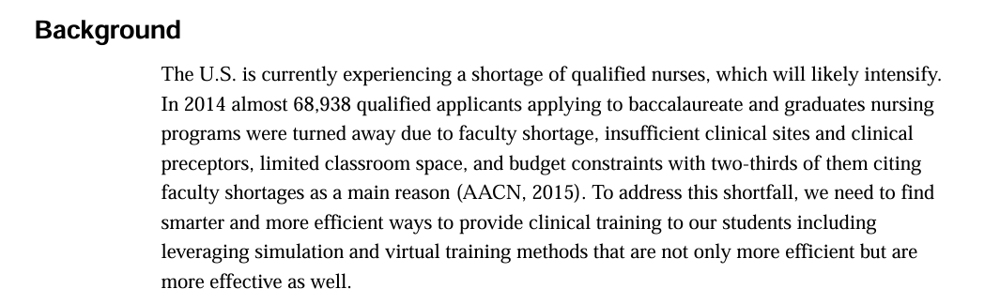 Background
The U.S. is currently experiencing a shortage of qualified nurses, which will likely intensify.
In 2014 almost 68,938 qualified applicants applying to baccalaureate and graduates nursing
programs were turned away due to faculty shortage, insufficient clinical sites and clinical
preceptors, limited classroom space, and budget constraints with two-thirds of them citing
faculty shortages as a main reason (AACN, 2015). To address this shortfall, we need to find
smarter and more efficient ways to provide clinical training to our students including
leveraging simulation and virtual training methods that are not only more efficient but are
more effective as well.